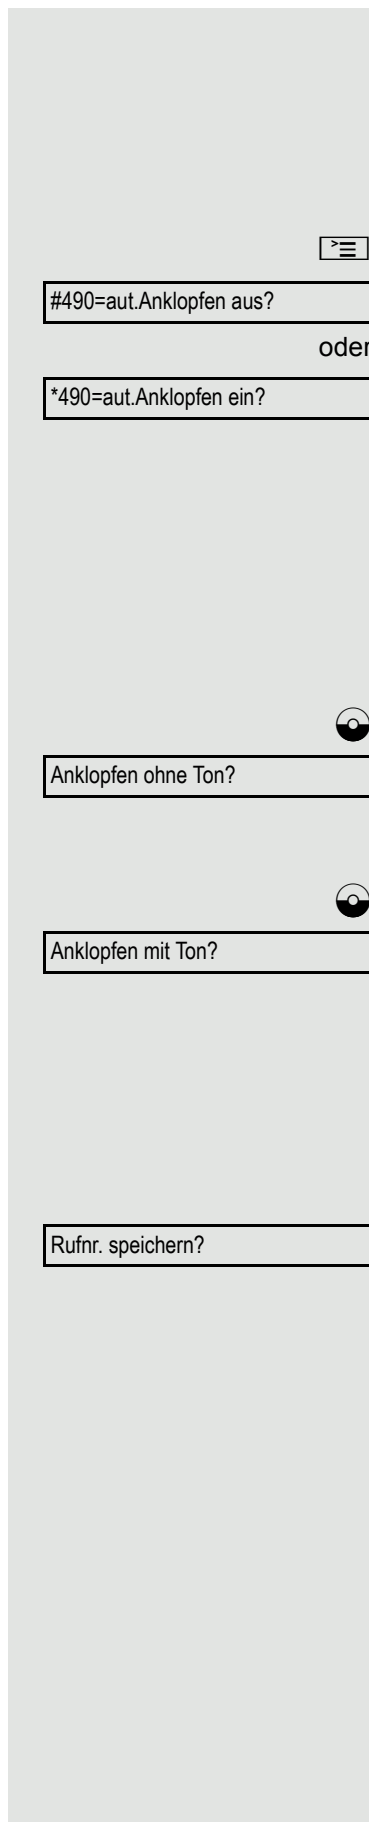 #490=aut.Anklopfen aus?
oder
*490=aut.Anklopfen ein?
Anklopfen ohne Ton?
Anklopfen mit Ton?
Rufnr. speichern?